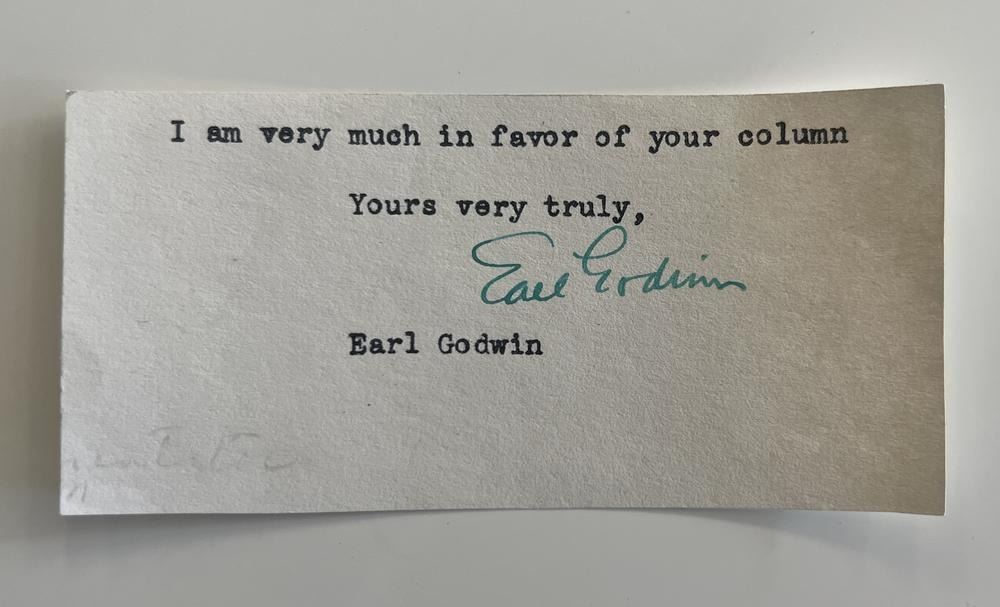 I am very much in favor of your column
Yours very truly,
Earl Godwin
Earl Godwin